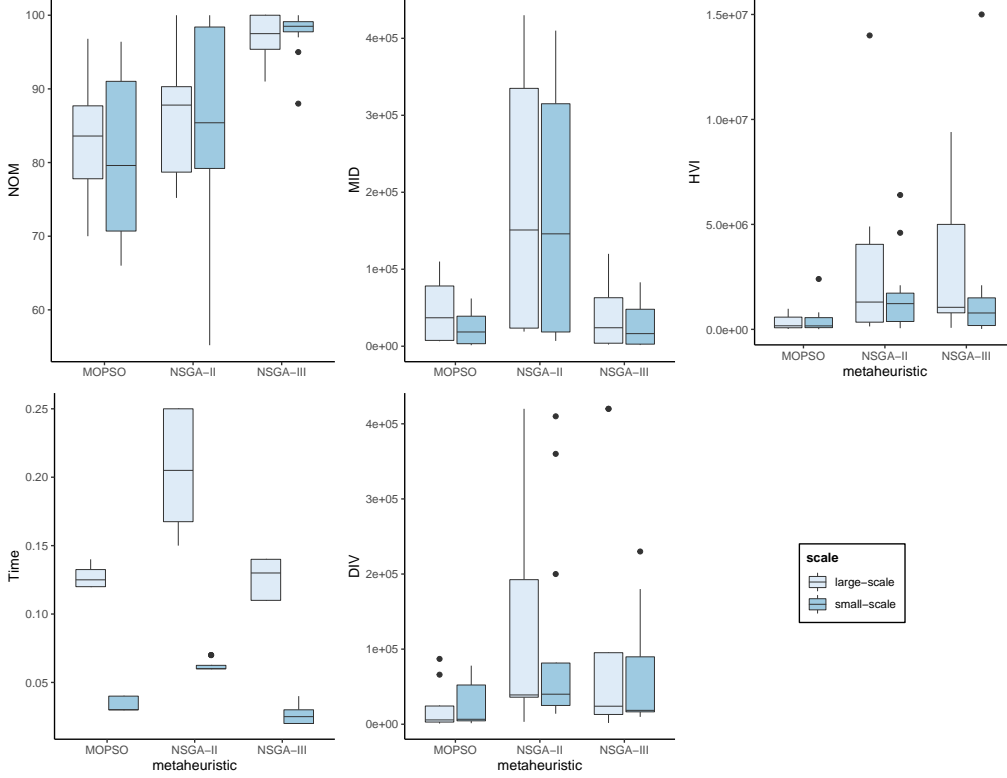 NOM
100
90
80
70
60
MOPSO NSGA−II NSGA−III
MID
4e+05
3e+05
2e+05
1e+05
0e+00
MOPSO NSGA−II NSGA−III
HVI
1.5e+07
1.0e+07
5.0e+06
0.0e+00
MOPSO NSGA−II NSGA−III
metaheuristic
Time
0.25
0.20
0.15
0.10
0.05
MOPSO NSGA−II NSGA−III
metaheuristic
DIV
4e+05
3e+05
2e+05
1e+05
0e+00
MOPSO NSGA−II NSGA−III
metaheuristic
scale
large−scale
small−scale